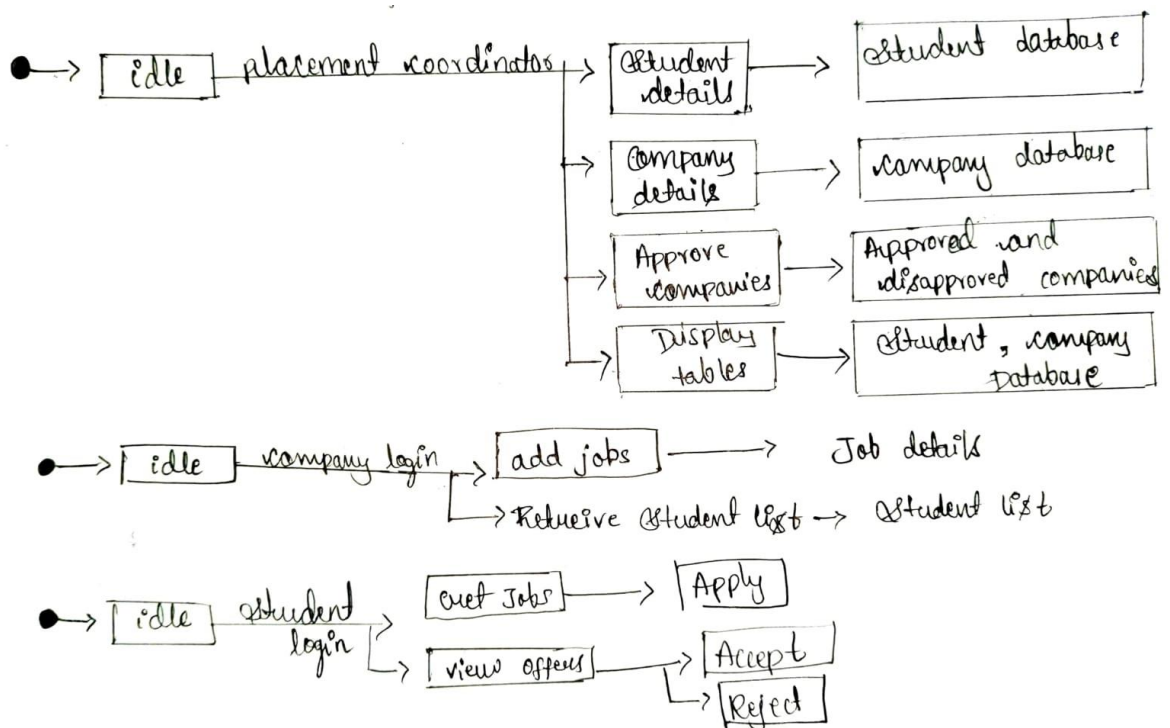 idle placement coordinator Student details Student database
Company details Company database
Approve companies Approved and disapproved companies
Display tables Student, company Database
idle company login add jobs Job details
Retrieve Student list Student list
idle Student login Jobs Apply
view offers Accept
Reject